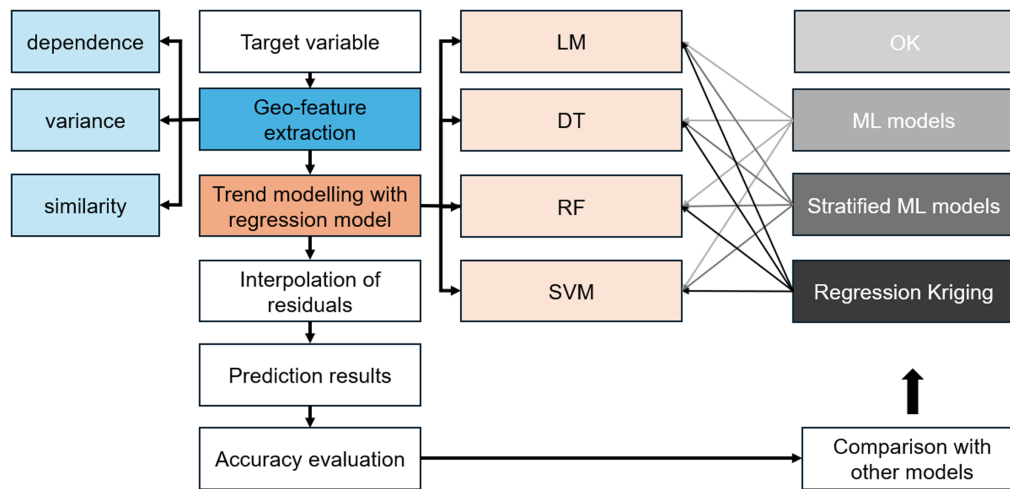 dependence
variance
similarity
Target variable
Geo-feature
extraction
Trend modelling with
regression model
Interpolation of
residuals
Prediction results
Accuracy evaluation
LM
DT
RF
SVM
OK
ML models
Stratified ML models
Regression Kriging
Comparison with
other models